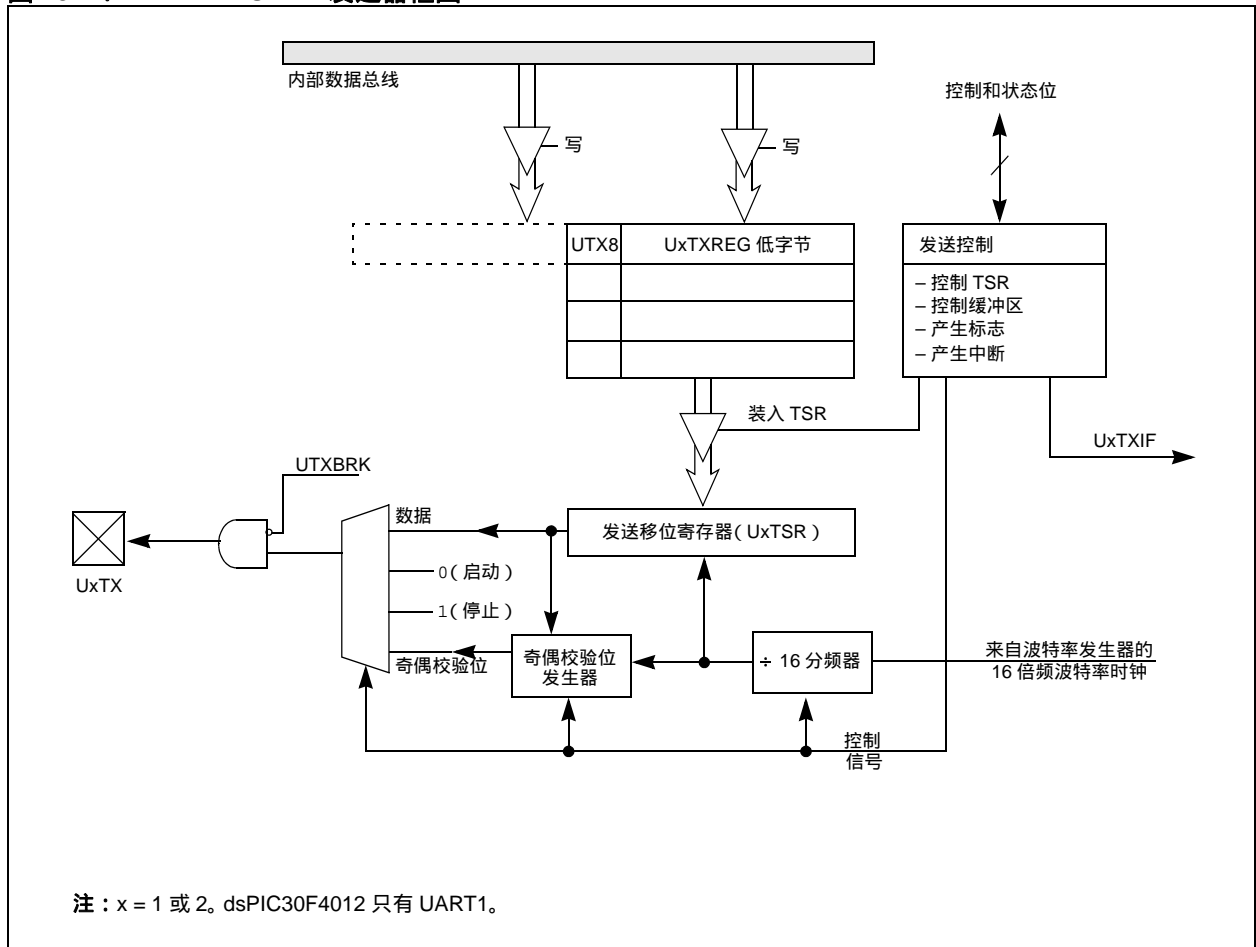 内部数据总线
控制和状态位
写
写
UTX8
UxTXREG 低字节
发送控制
– 控制 TSR
– 控制缓冲区
– 产生标志
– 产生中断
装入 TSR
UxTXIF
UTXBRK
数据
发送移位寄存器( UxTSR )
UxTX
0( 启动 )
1( 停止 )
奇偶校验位
奇偶校验位
发生器
÷ 16 分频器
来自波特率发生器的
16 倍频波特率时钟
控制
信号
注：x = 1 或 2。dsPIC30F4012 只有 UART1。